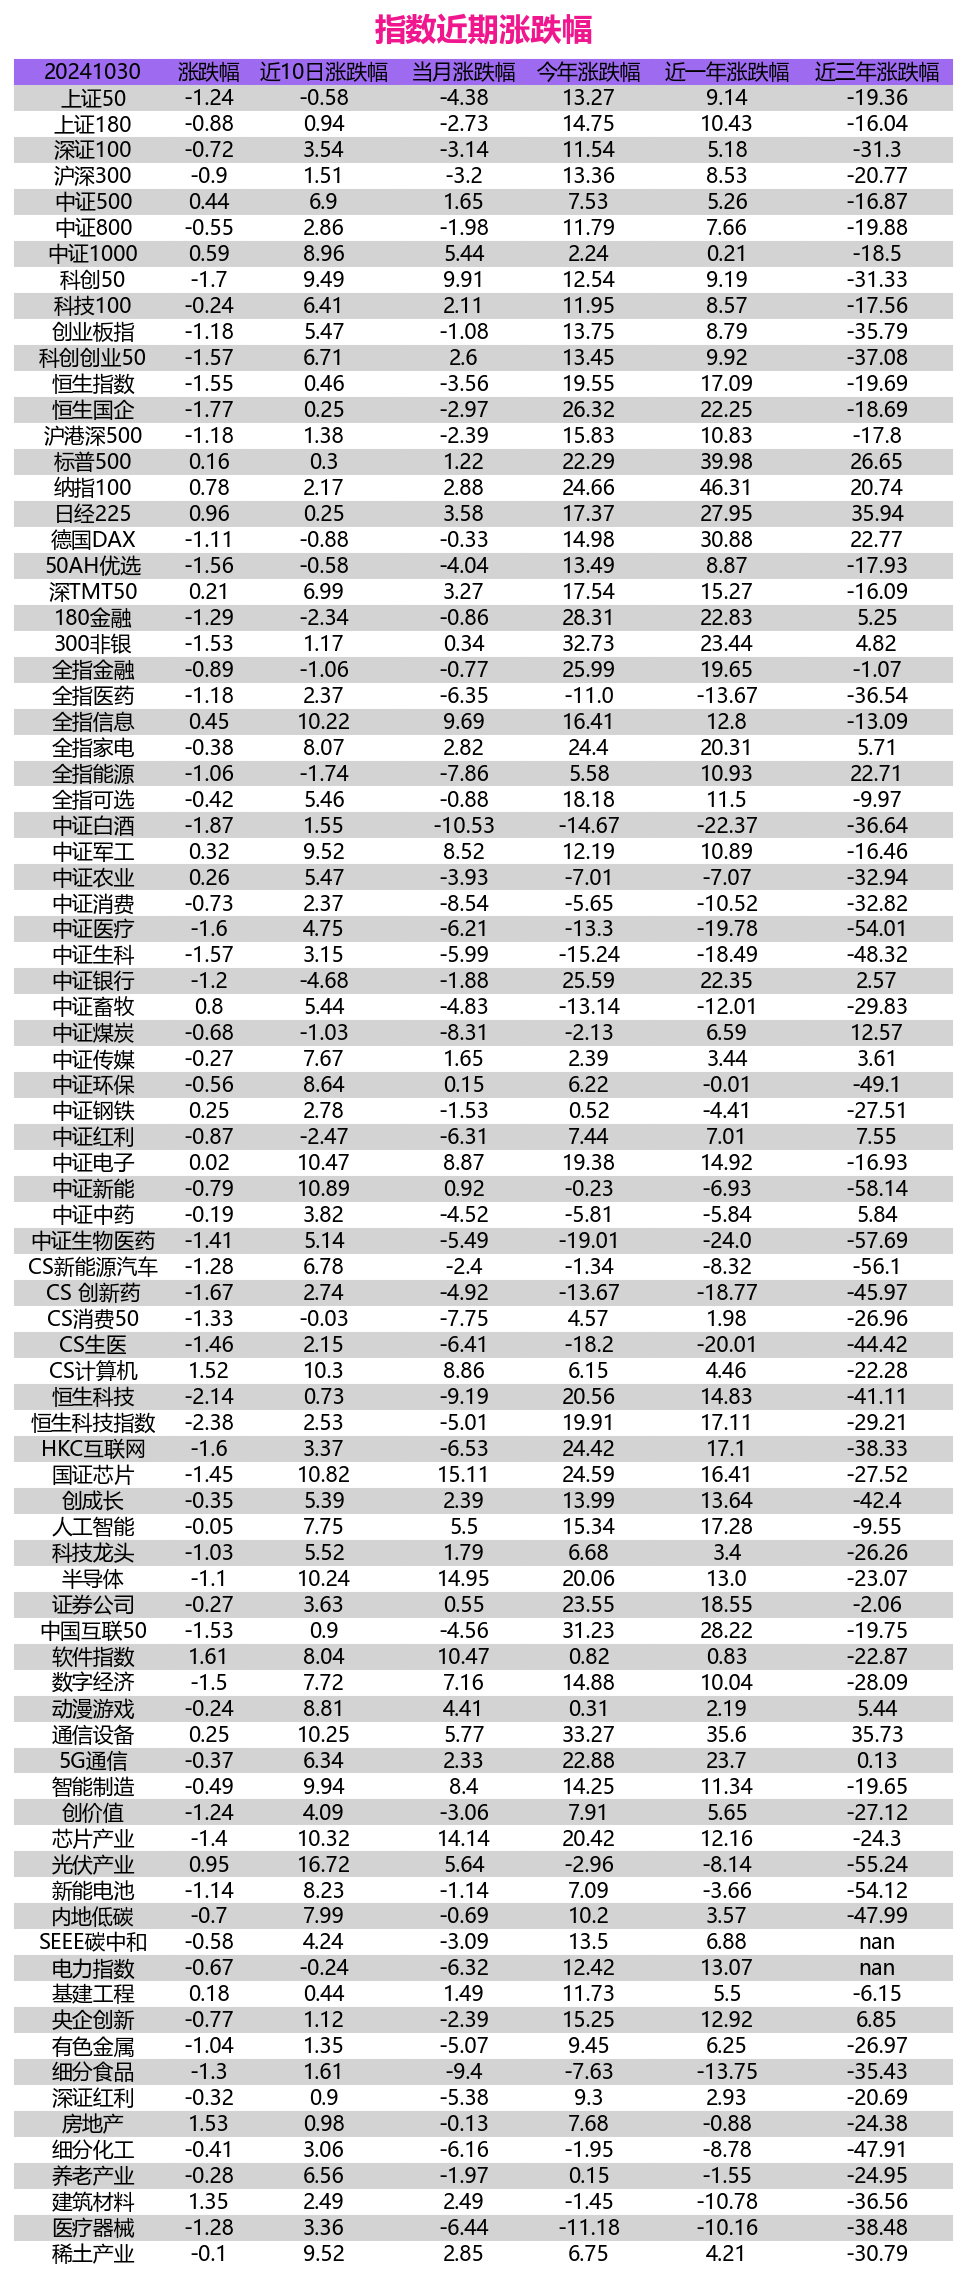 指数近期涨跌幅
20241030 涨跌幅 近10日涨跌幅 当月涨跌幅 今年涨跌幅 近一年涨跌幅 近三年涨跌幅
上证50 -1.24 -0.58 -4.38 13.27 9.14 -19.36
上证180 -0.88 0.94 -2.73 14.75 10.43 -16.04
深证100 -0.72 3.54 -3.14 11.54 5.18 -31.3
沪深300 -0.9 1.51 -3.2 13.36 8.53 -20.77
中证500 0.44 6.9 1.65 7.53 5.26 -16.87
中证800 -0.55 2.86 -1.98 11.79 7.66 -19.88
中证1000 0.59 8.96 5.44 2.24 0.21 -18.5
科创50 -1.7 9.49 9.91 12.54 9.19 -31.33
科技100 -0.24 6.41 2.11 11.95 8.57 -17.56
创业板指 -1.18 5.47 -1.08 13.75 8.79 -35.79
科创创业50 -1.57 6.71 2.6 13.45 9.92 -37.08
恒生指数 -1.55 0.46 -3.56 19.55 17.09 -19.69
恒生国企 -1.77 0.25 -2.97 26.32 22.25 -18.69
沪港深500 -1.18 1.38 -2.39 15.83 10.83 -17.8
标普500 0.16 0.3 1.22 22.29 39.98 26.65
纳指100 0.78 2.17 2.88 24.66 46.31 20.74
日经225 0.96 0.25 3.58 17.37 27.95 35.94
德国DAX -1.11 -0.88 -0.33 14.98 30.88 22.77
50AH优选 -1.56 -0.58 -4.04 13.49 8.87 -17.93
深TMT50 0.21 6.99 3.27 17.54 15.27 -16.09
180金融 -1.29 -2.34 -0.86 28.31 22.83 5.25
300非银 -1.53 1.17 0.34 32.73 23.44 4.82
全指金融 -0.89 -1.06 -0.77 25.99 19.65 -1.07
全指医药 -1.18 2.37 -6.35 -11.0 -13.67 -36.54
全指信息 0.45 10.22 9.69 16.41 12.8 -13.09
全指家电 -0.38 8.07 2.82 24.4 20.31 5.71
全指能源 -1.06 -1.74 -7.86 5.58 10.93 22.71
全指可选 -0.42 5.46 -0.88 18.18 11.5 -9.97
中证白酒 -1.87 1.55 -10.53 -14.67 -22.37 -36.64
中证军工 0.32 9.52 8.52 12.19 10.89 -16.46
中证农业 0.26 5.47 -3.93 -7.01 -7.07 -32.94
中证消费 -0.73 2.37 -8.54 -5.65 -10.52 -32.82
中证医疗 -1.6 4.75 -6.21 -13.3 -19.78 -54.01
中证生科 -1.57 3.15 -5.99 -15.24 -18.49 -48.32
中证银行 -1.2 -4.68 -1.88 25.59 22.35 2.57
中证畜牧 0.8 5.44 -4.83 -13.14 -12.01 -29.83
中证煤炭 -0.68 -1.03 -8.31 -2.13 6.59 12.57
中证传媒 -0.27 7.67 1.65 2.39 3.44 3.61
中证环保 -0.56 8.64 0.15 6.22 -0.01 -49.1
中证钢铁 0.25 2.78 -1.53 0.52 -4.41 -27.51
中证红利 -0.87 -2.47 -6.31 7.44 7.01 7.55
中证电子 0.02 10.47 8.87 19.38 14.92 -16.93
中证新能 -0.79 10.89 0.92 -0.23 -6.93 -58.14
中证中药 -0.19 3.82 -4.52 -5.81 -5.84 5.84
中证生物医药 -1.41 5.14 -5.49 -19.01 -24.0 -57.69
CS新能源汽车 -1.28 6.78 -2.4 -1.34 -8.32 -56.1
CS 创新药 -1.67 2.74 -4.92 -13.67 -18.77 -45.97
CS消费50 -1.33 -0.03 -7.75 4.57 1.98 -26.96
CS生医 -1.46 2.15 -6.41 -18.2 -20.01 -44.42
CS计算机 1.52 10.3 8.86 6.15 4.46 -22.28
恒生科技 -2.14 0.73 -9.19 20.56 14.83 -41.11
恒生科技指数 -2.38 2.53 -5.01 19.91 17.11 -29.21
HKC互联网 -1.6 3.37 -6.53 24.42 17.1 -38.33
国证芯片 -1.45 10.82 15.11 24.59 16.41 -27.52
创成长 -0.35 5.39 2.39 13.99 13.64 -42.4
人工智能 -0.05 7.75 5.5 15.34 17.28 -9.55
科技龙头 -1.03 5.52 1.79 6.68 3.4 -26.26
半导体 -1.1 10.24 14.95 20.06 13.0 -23.07
证券公司 -0.27 3.63 0.55 23.55 18.55 -2.06
中国互联50 -1.53 0.9 -4.56 31.23 28.22 -19.75
软件指数 1.61 8.04 10.47 0.82 0.83 -22.87
数字经济 -1.5 7.72 7.16 14.88 10.04 -28.09
动漫游戏 -0.24 8.81 4.41 0.31 2.19 5.44
通信设备 0.25 10.25 5.77 33.27 35.6 35.73
5G通信 -0.37 6.34 2.33 22.88 23.7 0.13
智能制造 -0.49 9.94 8.4 14.25 11.34 -19.65
创价值 -1.24 4.09 -3.06 7.91 5.65 -27.12
芯片产业 -1.4 10.32 14.14 20.42 12.16 -24.3
光伏产业 0.95 16.72 5.64 -2.96 -8.14 -55.24
新能电池 -1.14 8.23 -1.14 7.09 -3.66 -54.12
内地低碳 -0.7 7.99 -0.69 10.2 3.57 -47.99
SEEE碳中和 -0.58 4.24 -3.09 13.5 6.88 nan
电力指数 -0.67 -0.24 -6.32 12.42 13.07 nan
基建工程 0.18 0.44 1.49 11.73 5.5 -6.15
央企创新 -0.77 1.12 -2.39 15.25 12.92 6.85
有色金属 -1.04 1.35 -5.07 9.45 6.25 -26.97
细分食品 -1.3 1.61 -9.4 -7.63 -13.75 -35.43
深证红利 -0.32 0.9 -5.38 9.3 2.93 -20.69
房地产 1.53 0.98 -0.13 7.68 -0.88 -24.38
细分化工 -0.41 3.06 -6.16 -1.95 -8.78 -47.91
养老产业 -0.28 6.56 -1.97 0.15 -1.55 -24.95
建筑材料 1.35 2.49 2.49 -1.45 -10.78 -36.56
医疗器械 -1.28 3.36 -6.44 -11.18 -10.16 -38.48
稀土产业 -0.1 9.52 2.85 6.75 4.21 -30.79